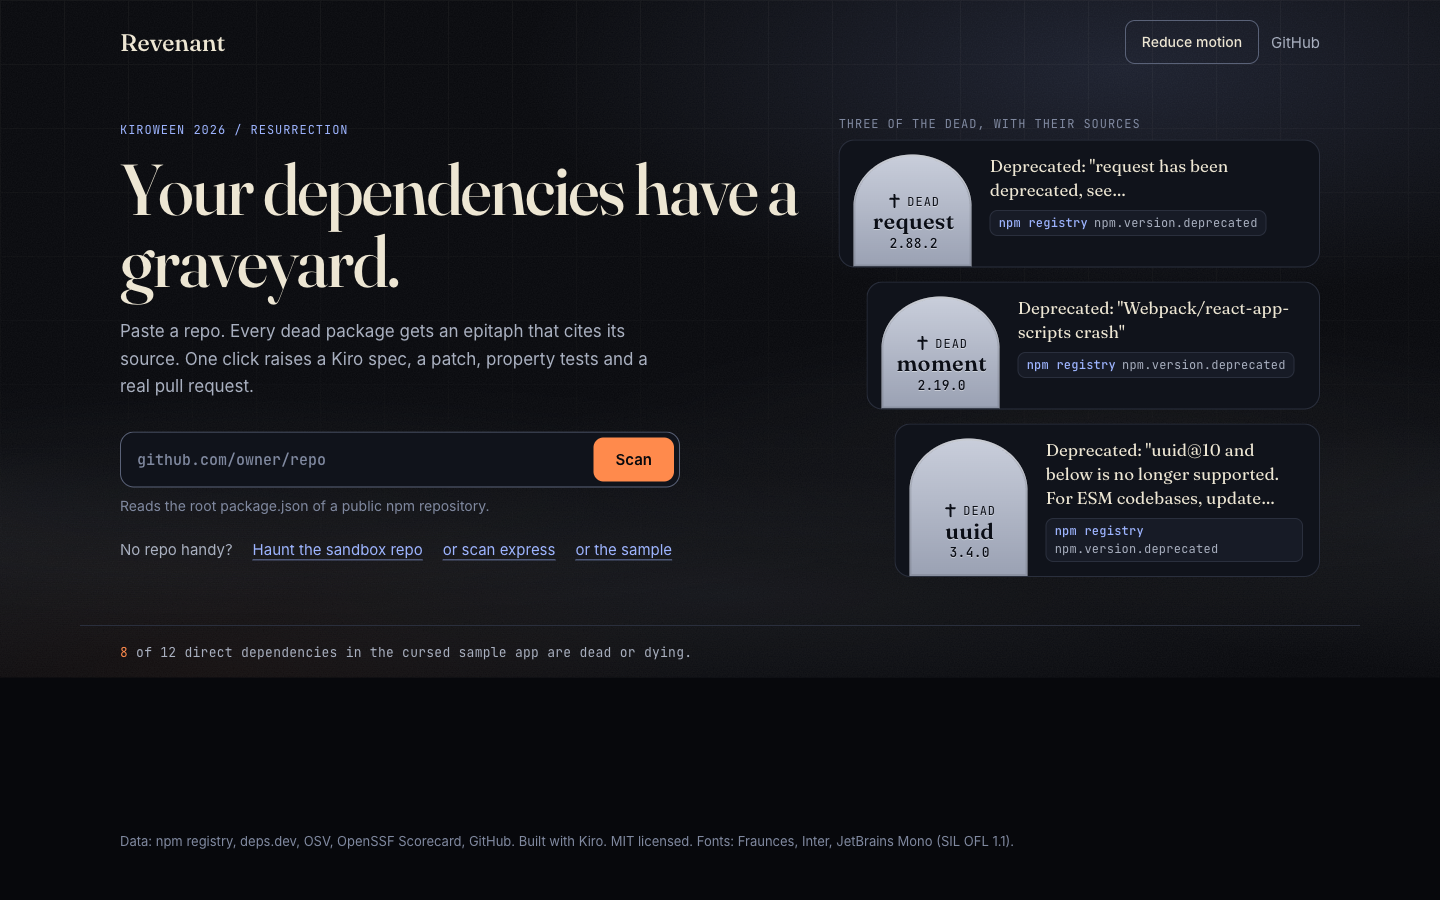 Revenant
Reduce motion
GitHub
KIROWEEN 2026 / RESURRECTION
Your dependencies have a
graveyard.
Paste a repo. Every dead package gets an epitaph that cites its
source. One click raises a Kiro spec, a patch, property tests and a
real pull request.
github.com/owner/repo
Scan
Reads the root package.json of a public npm repository.
No repo handy? Haunt the sandbox repo or scan express or the sample
THREE OF THE DEAD, WITH THEIR SOURCES
✝ DEAD
request
2.88.2
Deprecated: "request has been
deprecated, see...
npm registry npm.version.deprecated
✝ DEAD
moment
2.19.0
Deprecated: "Webpack/react-app-
scripts crash"
npm registry npm.version.deprecated
✝ DEAD
uuid
3.4.0
Deprecated: "uuid@10 and
below is no longer supported.
For ESM codebases, update...
npm registry
npm.version.deprecated
8 of 12 direct dependencies in the cursed sample app are dead or dying.
Data: npm registry, deps.dev, OSV, OpenSSF Scorecard, GitHub. Built with Kiro. MIT licensed. Fonts: Fraunces, Inter, JetBrains Mono (SIL OFL 1.1).